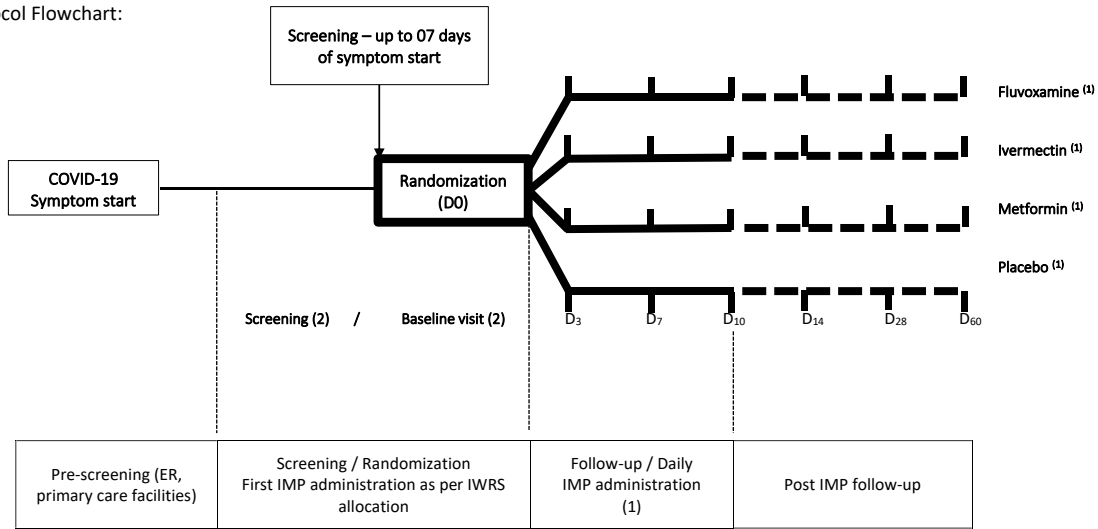 col Flowchart:
Screening – up to 07 days
of symptom start
COVID-19
Symptom start
Randomization
(D0)
Fluvoxamine (1)
Ivermectin (1)
Metformin (1)
Placebo (1)
Screening (2) / Baseline visit (2)
D3 D7 D10 D14 D28 D60
Pre-screening (ER,
primary care facilities)
Screening / Randomization
First IMP administration as per IWRS
allocation
Follow-up / Daily
IMP administration
(1)
Post IMP follow-up